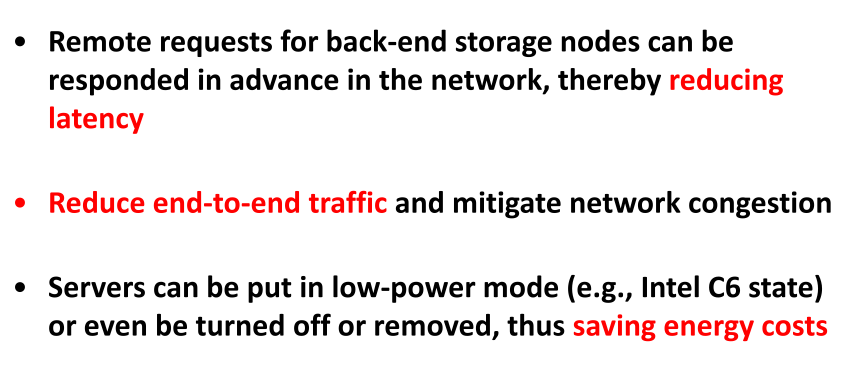 • Remote requests for back-end storage nodes can be
responded in advance in the network, thereby reducing
latency
• Reduce end-to-end traffic and mitigate network congestion
• Servers can be put in low-power mode (e.g., Intel C6 state)
or even be turned off or removed, thus saving energy costs